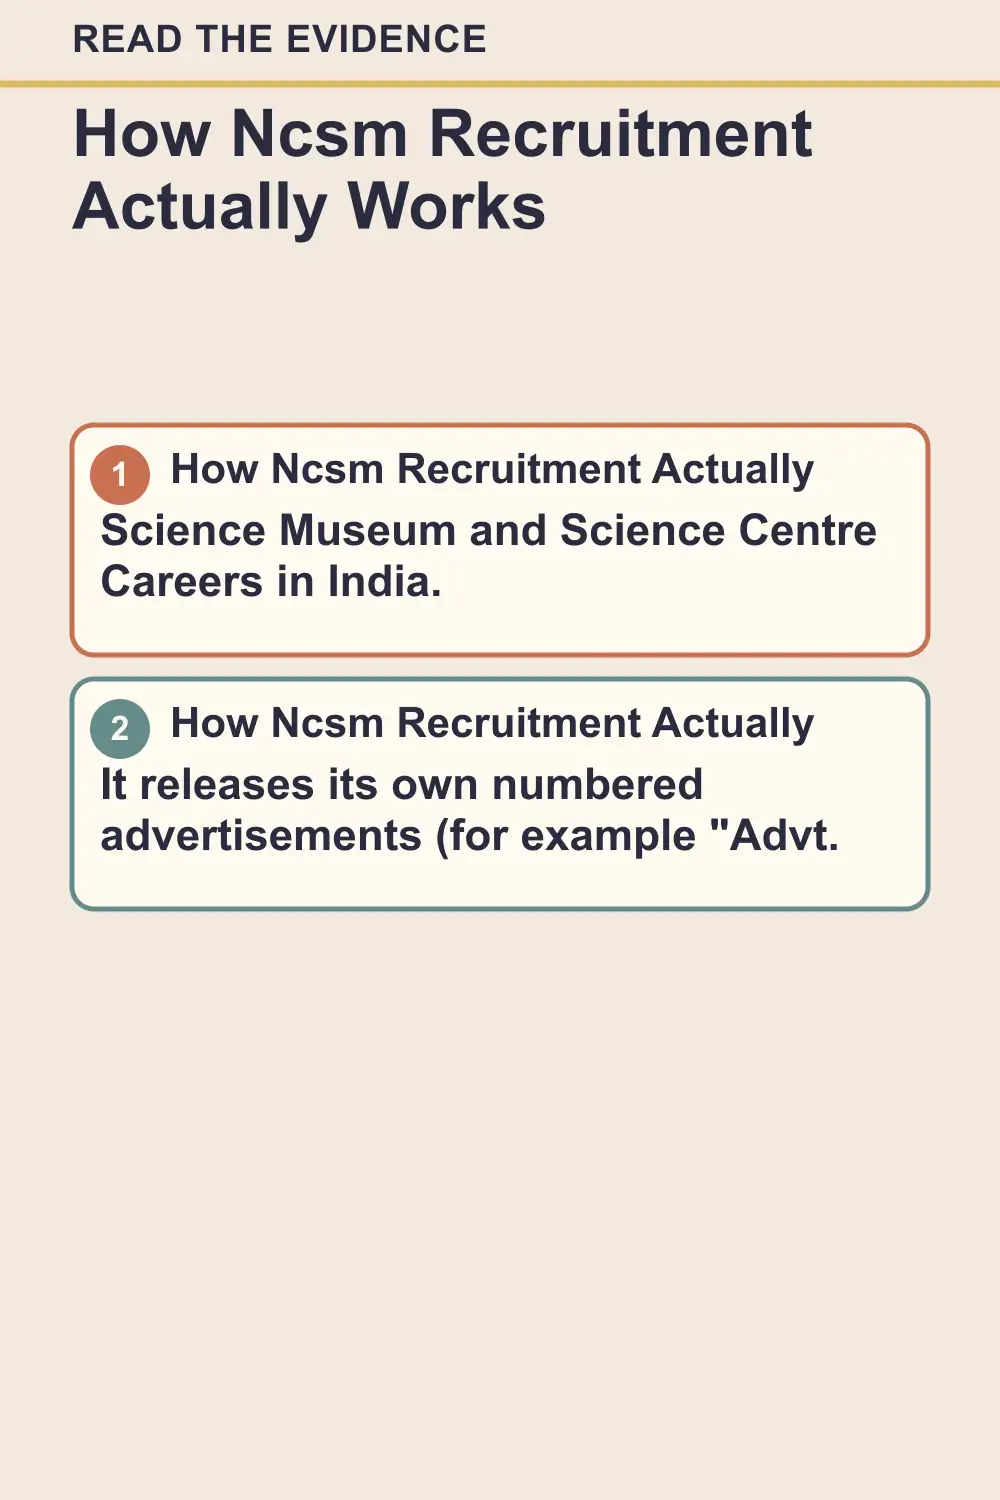 READ THE EVIDENCE
How Ncsm Recruitment
Actually Works
1 How Ncsm Recruitment Actually
Science Museum and Science Centre
Careers in India.
2 How Ncsm Recruitment Actually
It releases its own numbered
advertisements (for example "Advt.